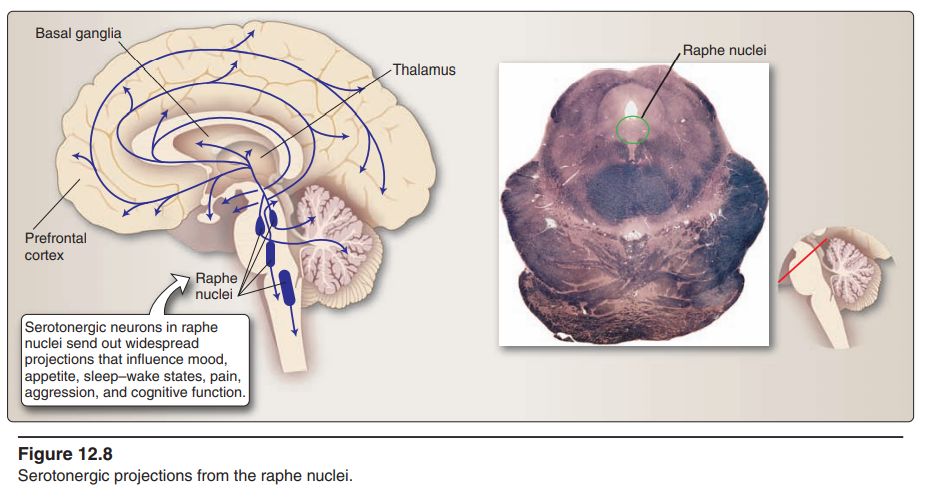 Basal ganglia
Thalamus
Prefrontal
cortex
Raphe
nuclei
Serotonergic neurons in raphe
nuclei send out widespread
projections that influence mood,
appetite, sleep–wake states, pain,
aggression, and cognitive function.
Raphe nuclei
Figure 12.8
Serotonergic projections from the raphe nuclei.